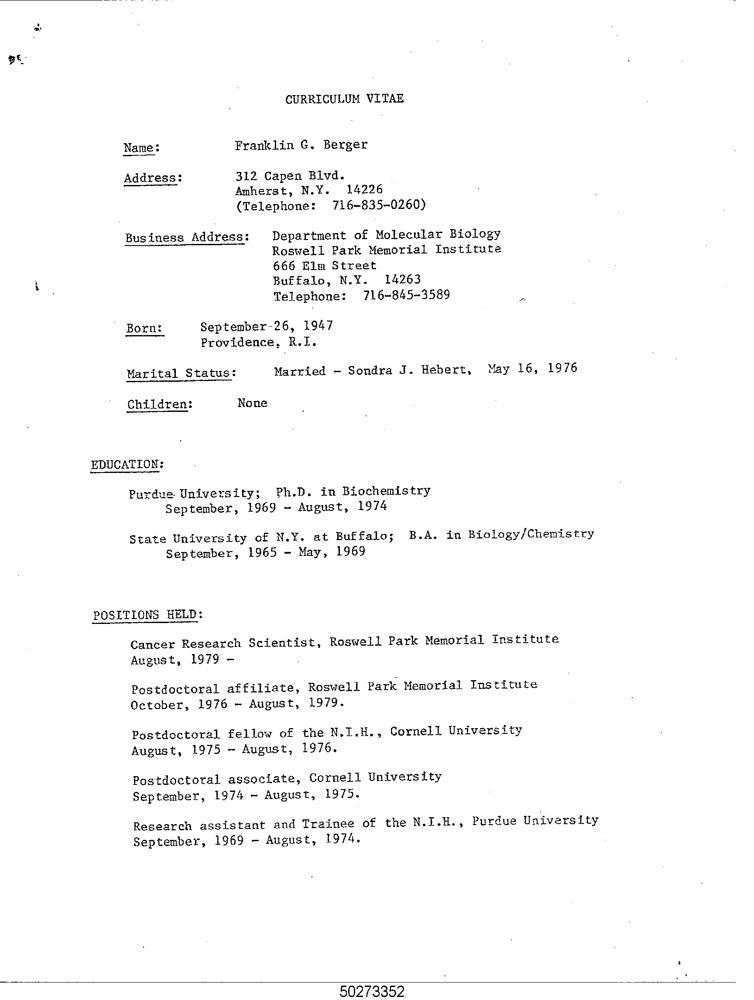 CURRICULUM VITAE
Name: Franklin G. Berger
Address: 312 Capen Blvd.
Amherst, N.Y. 14226
(Telephone: 716-835-0260)
Business Address: Department of Molecular Biology
Roswell Park Memorial Institute
666 Elm Street
Buffalo, N.Y. 14263
Telephone: 716-845-3589
Born: September 26, 1947
Providence, R.I.
Marital Status: Married - Sondra J. Hebert, May 16, 1976
Children: None
EDUCATION:
Purdue University; Ph.D. in Biochemistry
September, 1969 - August, 1974
State University of N.Y. at Buffalo; B.A. in Biology/Chemistry
September, 1965 - May, 1969
POSITIONS HELD:
Cancer Research Scientist, Roswell Park Memorial Institute
August, 1979 -
Postdoctoral affiliate, Roswell Park Memorial Institute
October, 1976 - August, 1979.
Postdoctoral fellow of the N.I.H., Cornell University
August, 1975 - August, 1976.
Postdoctoral associate, Cornell University
September, 1974 - August, 1975.
Research assistant and Trainee of the N.I.H., Purdue University
September, 1969 - August, 1974.
50273352